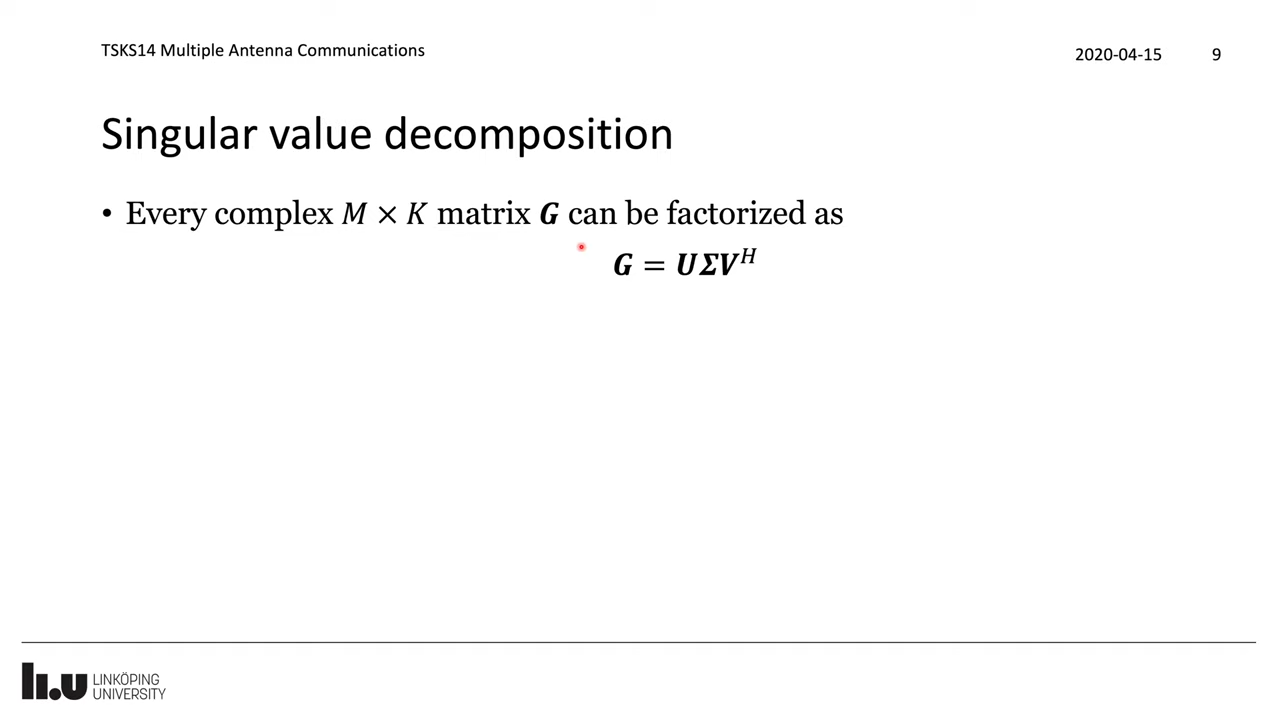 TSKS14 Multiple Antenna Communications
2020-04-15 9
Singular value decomposition
• Every complex M × K matrix G can be factorized as
G = UΣV^H
li.u LINKÖPING
UNIVERSITY